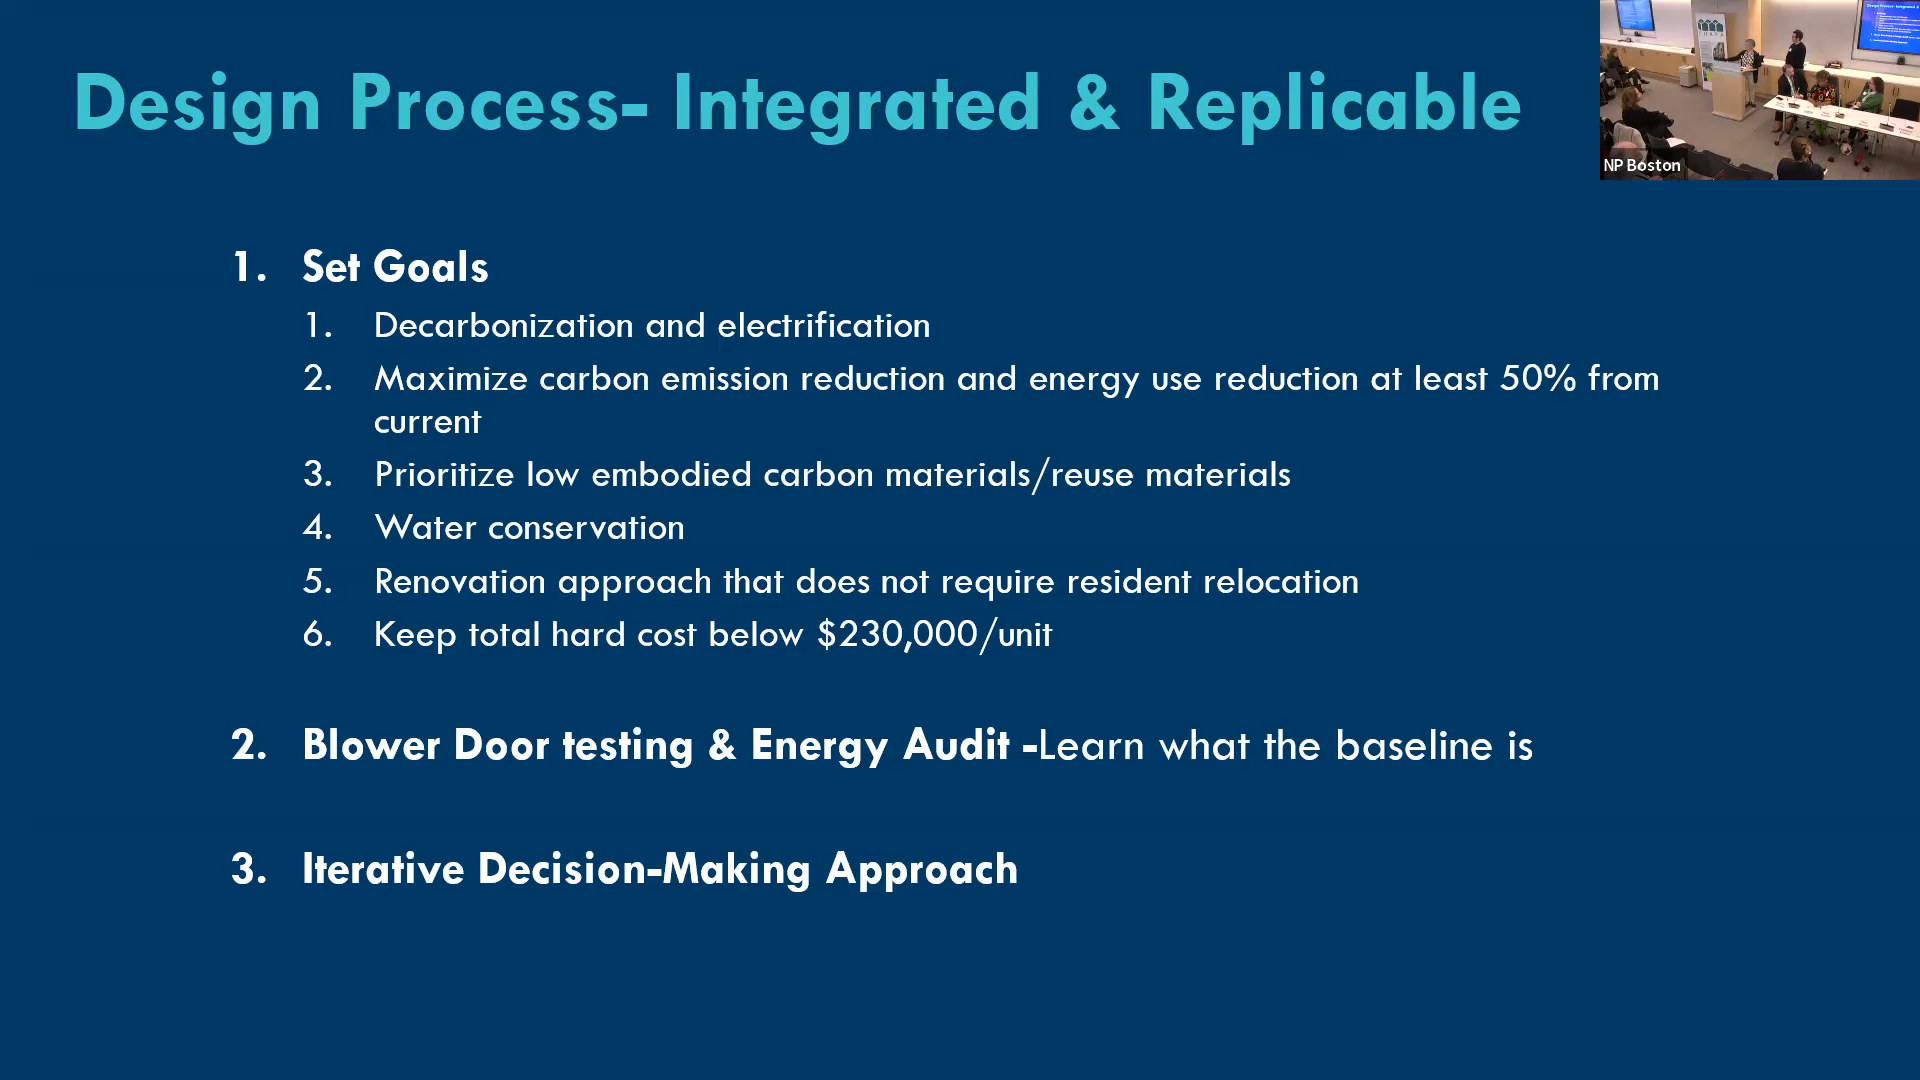 Design Process- Integrated & Replicable
NP Boston
1. Set Goals
1. Decarbonization and electrification
2. Maximize carbon emission reduction and energy use reduction at least 50% from
current
3. Prioritize low embodied carbon materials/reuse materials
4. Water conservation
5. Renovation approach that does not require resident relocation
6. Keep total hard cost below $230,000/unit
2. Blower Door testing & Energy Audit -Learn what the baseline is
3. Iterative Decision-Making Approach